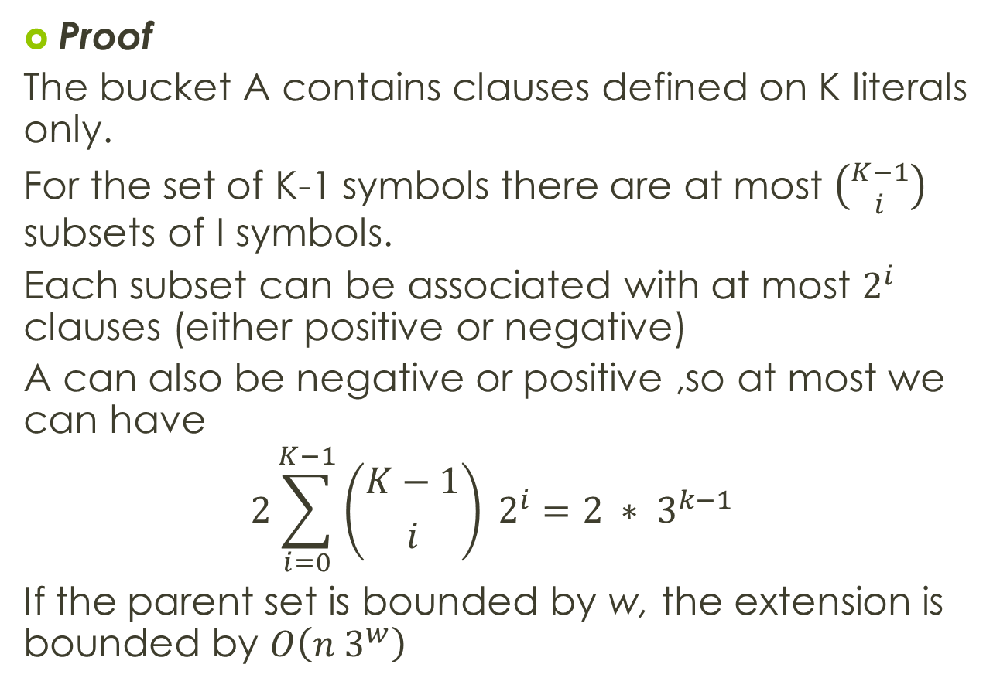 Proof
The bucket A contains clauses defined on K literals
only.
For the set of K-1 symbols there are at most $\binom{K-1}{i}$
subsets of I symbols.
Each subset can be associated with at most $2^i$
clauses (either positive or negative)
A can also be negative or positive ,so at most we
can have
$2 \sum_{i=0}^{K-1} \binom{K-1}{i} 2^i = 2 * 3^{k-1}$
If the parent set is bounded by w, the extension is
bounded by $O(n\,3^w)$